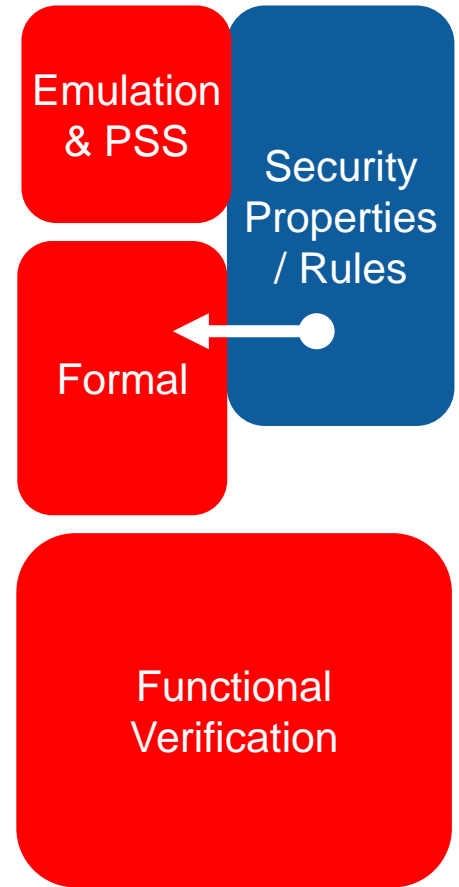 Emulation
& PSS
Security
Properties
/ Rules
Formal
Functional
Verification